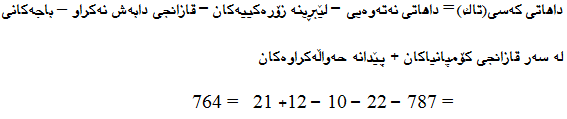 داهاتی کەسی(تاك)= داهاتی نەتەوەیی – لێبڕینە زۆرەکییەکان – قازانجی دابەش نەکراو – باجەکانی
لە سەر قازانجی کۆمپانیاکان + پێدانە حەواڵەکراوەکان
764 = 21 +12 – 10 – 22 – 787 =